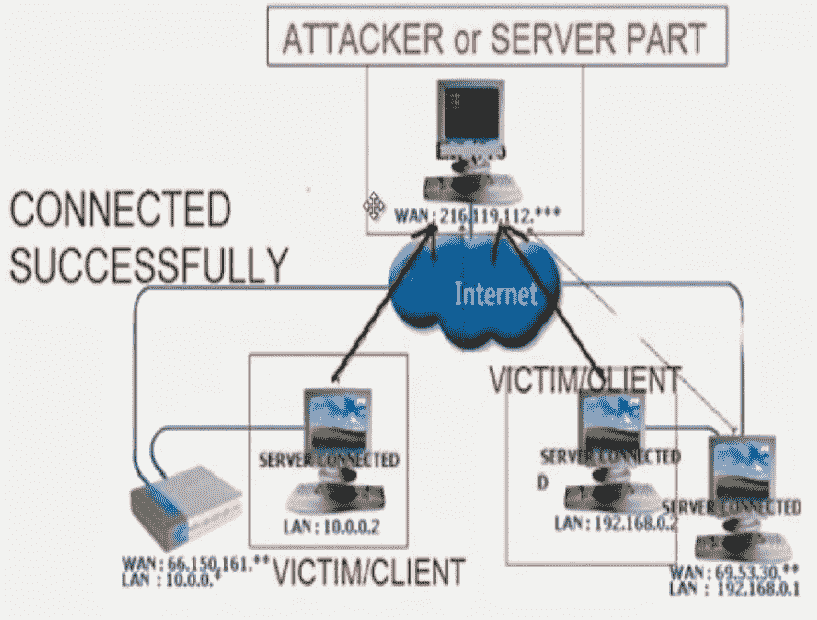 ATTACKER or SERVER PART
WAN : 216.119.112.***
CONNECTED
SUCCESSFULLY
Internet
VICTIM/CLIENT
SERVER CONNECTED
LAN : 10.0.0.2
SERVER CONNECTED
D
LAN : 192.168.0.2
SERVER CONNECTED
WAN : 66.150.161.**
LAN : 10.0.0.*
VICTIM/CLIENT
WAN : 69.53.30.**
LAN : 192.168.0.1